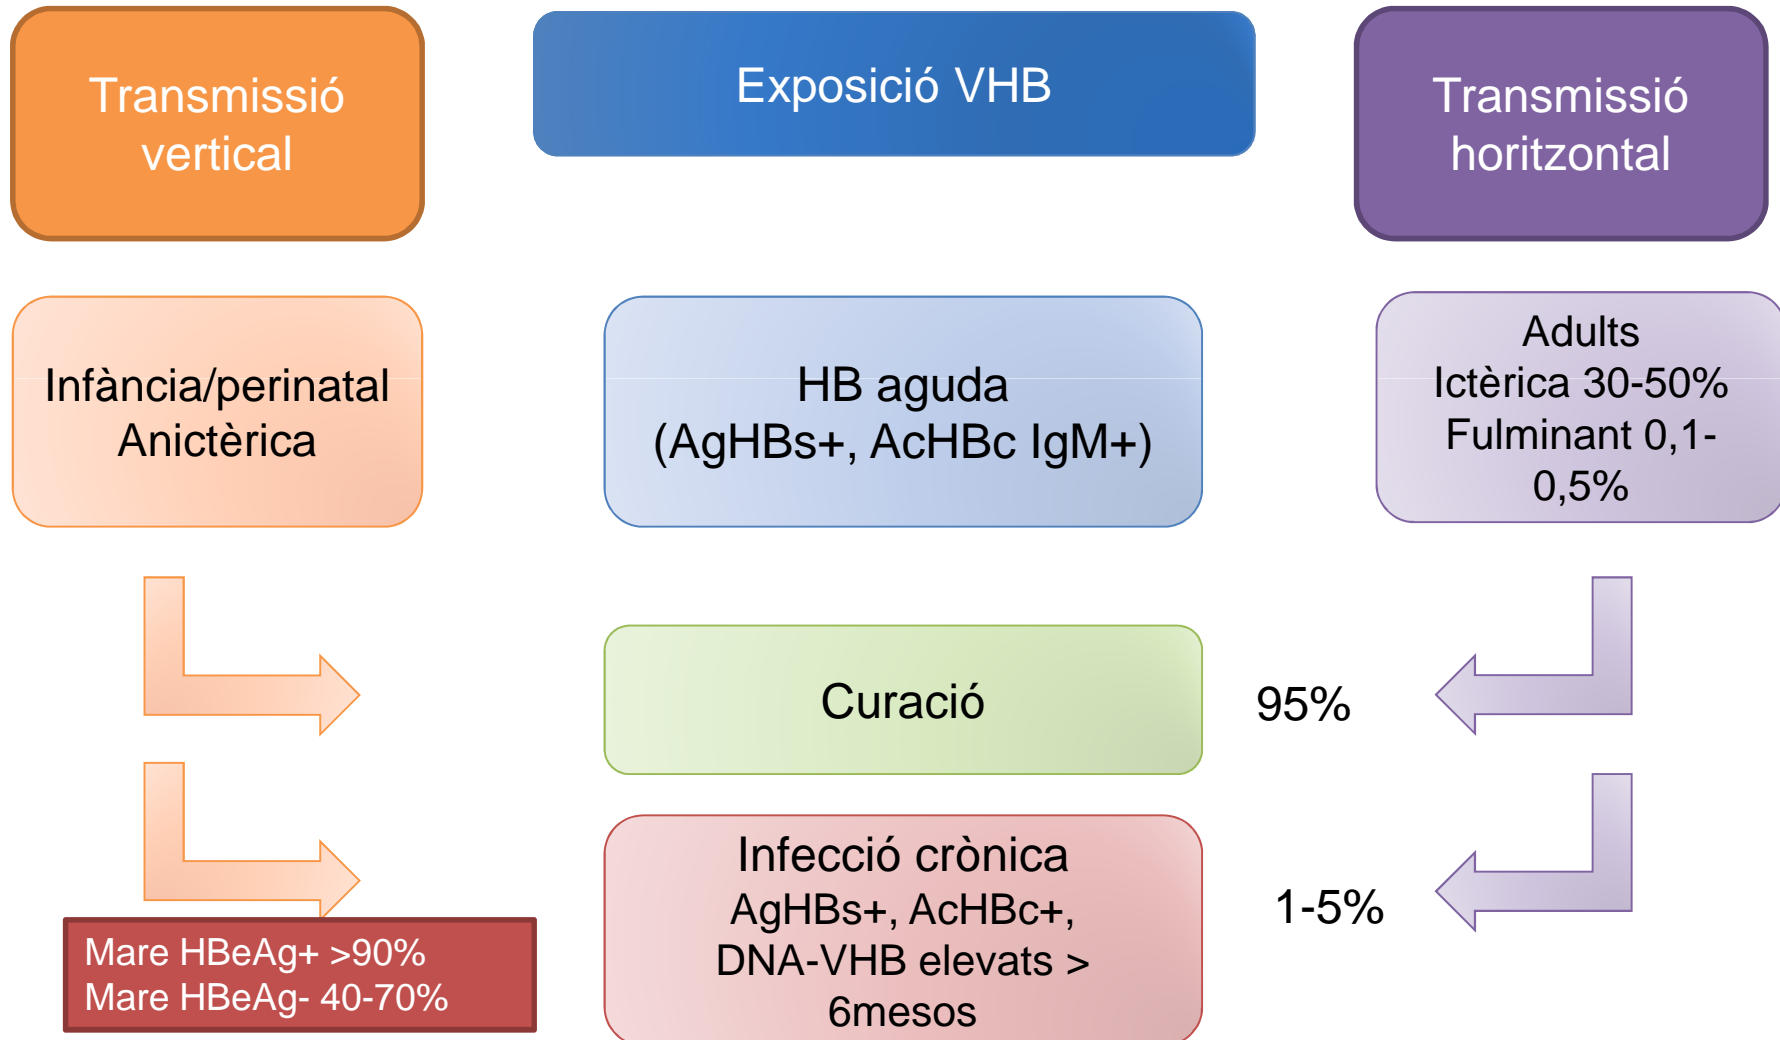 Transmissió
vertical
Exposició VHB
Transmissió
horitzontal
Infància/perinatal
Anictèrica
HB aguda
(AgHBs+, AcHBc IgM+)
Adults
Ictèrica 30-50%
Fulminant 0,1-
0,5%
Curació
95%
Infecció crònica
AgHBs+, AcHBc+,
DNA-VHB elevats >
6mesos
1-5%
Mare HBeAg+ >90%
Mare HBeAg- 40-70%